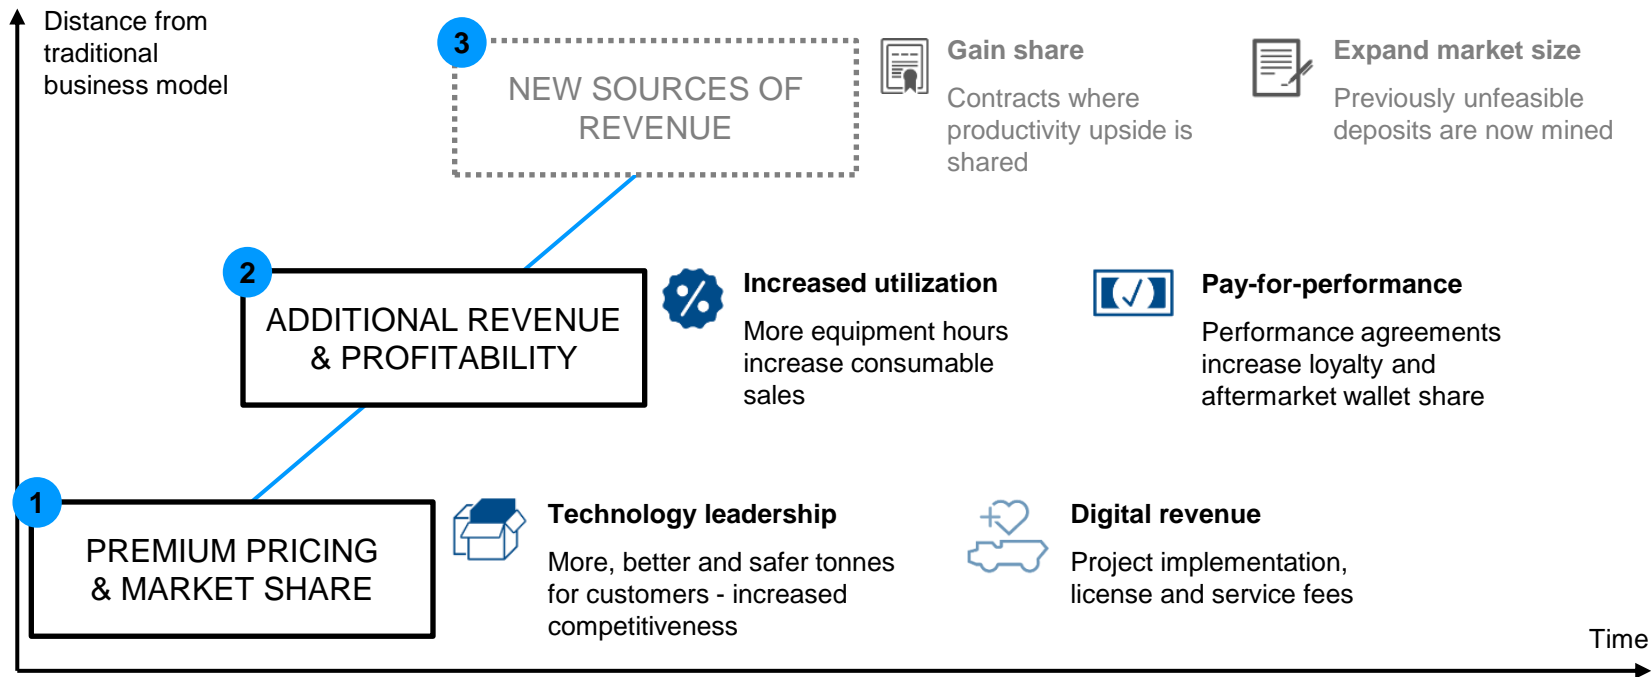 Distance from
traditional
business model
3
NEW SOURCES OF
REVENUE
Gain share
Contracts where
productivity upside is
shared
Expand market size
Previously unfeasible
deposits are now mined
2
ADDITIONAL REVENUE
& PROFITABILITY
Increased utilization
More equipment hours
increase consumable
sales
Pay-for-performance
Performance agreements
increase loyalty and
aftermarket wallet share
1
PREMIUM PRICING
& MARKET SHARE
Technology leadership
More, better and safer tonnes
for customers - increased
competitiveness
Digital revenue
Project implementation,
license and service fees
Time